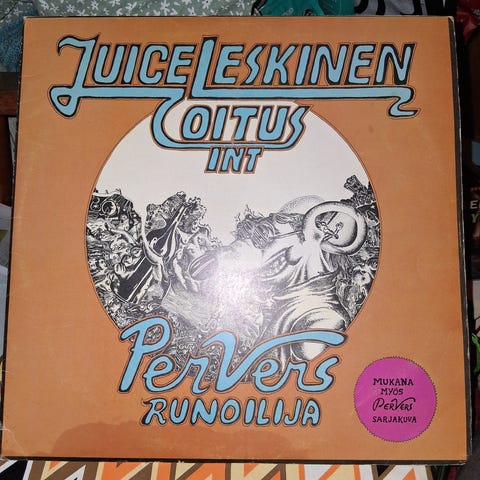 JUICE LESKINEN
COITUS
INT
PerVers
RUNOILIJA
MUKANA
MYÖS
PERVERS
SARJAKUVA